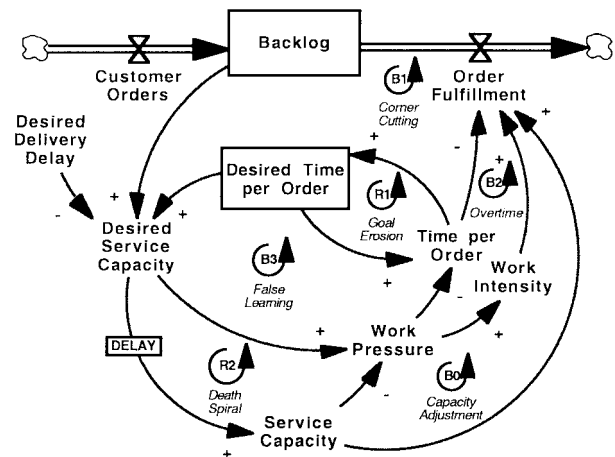 Backlog
Customer
Orders
B1
Corner
Cutting
Order
Fulfillment
+
Desired
Delivery
Delay
+
-
+
Desired Time
per Order
R1
Goal
Erosion
B2
Overtime
-
+
+
+
Desired
Service
Capacity
B3
False
Learning
Time per
Order
+
-
Work
Intensity
+
DELAY
+
Work
Pressure
R2
Death
Spiral
-
B0
Capacity
Adjustment
Service
Capacity
+